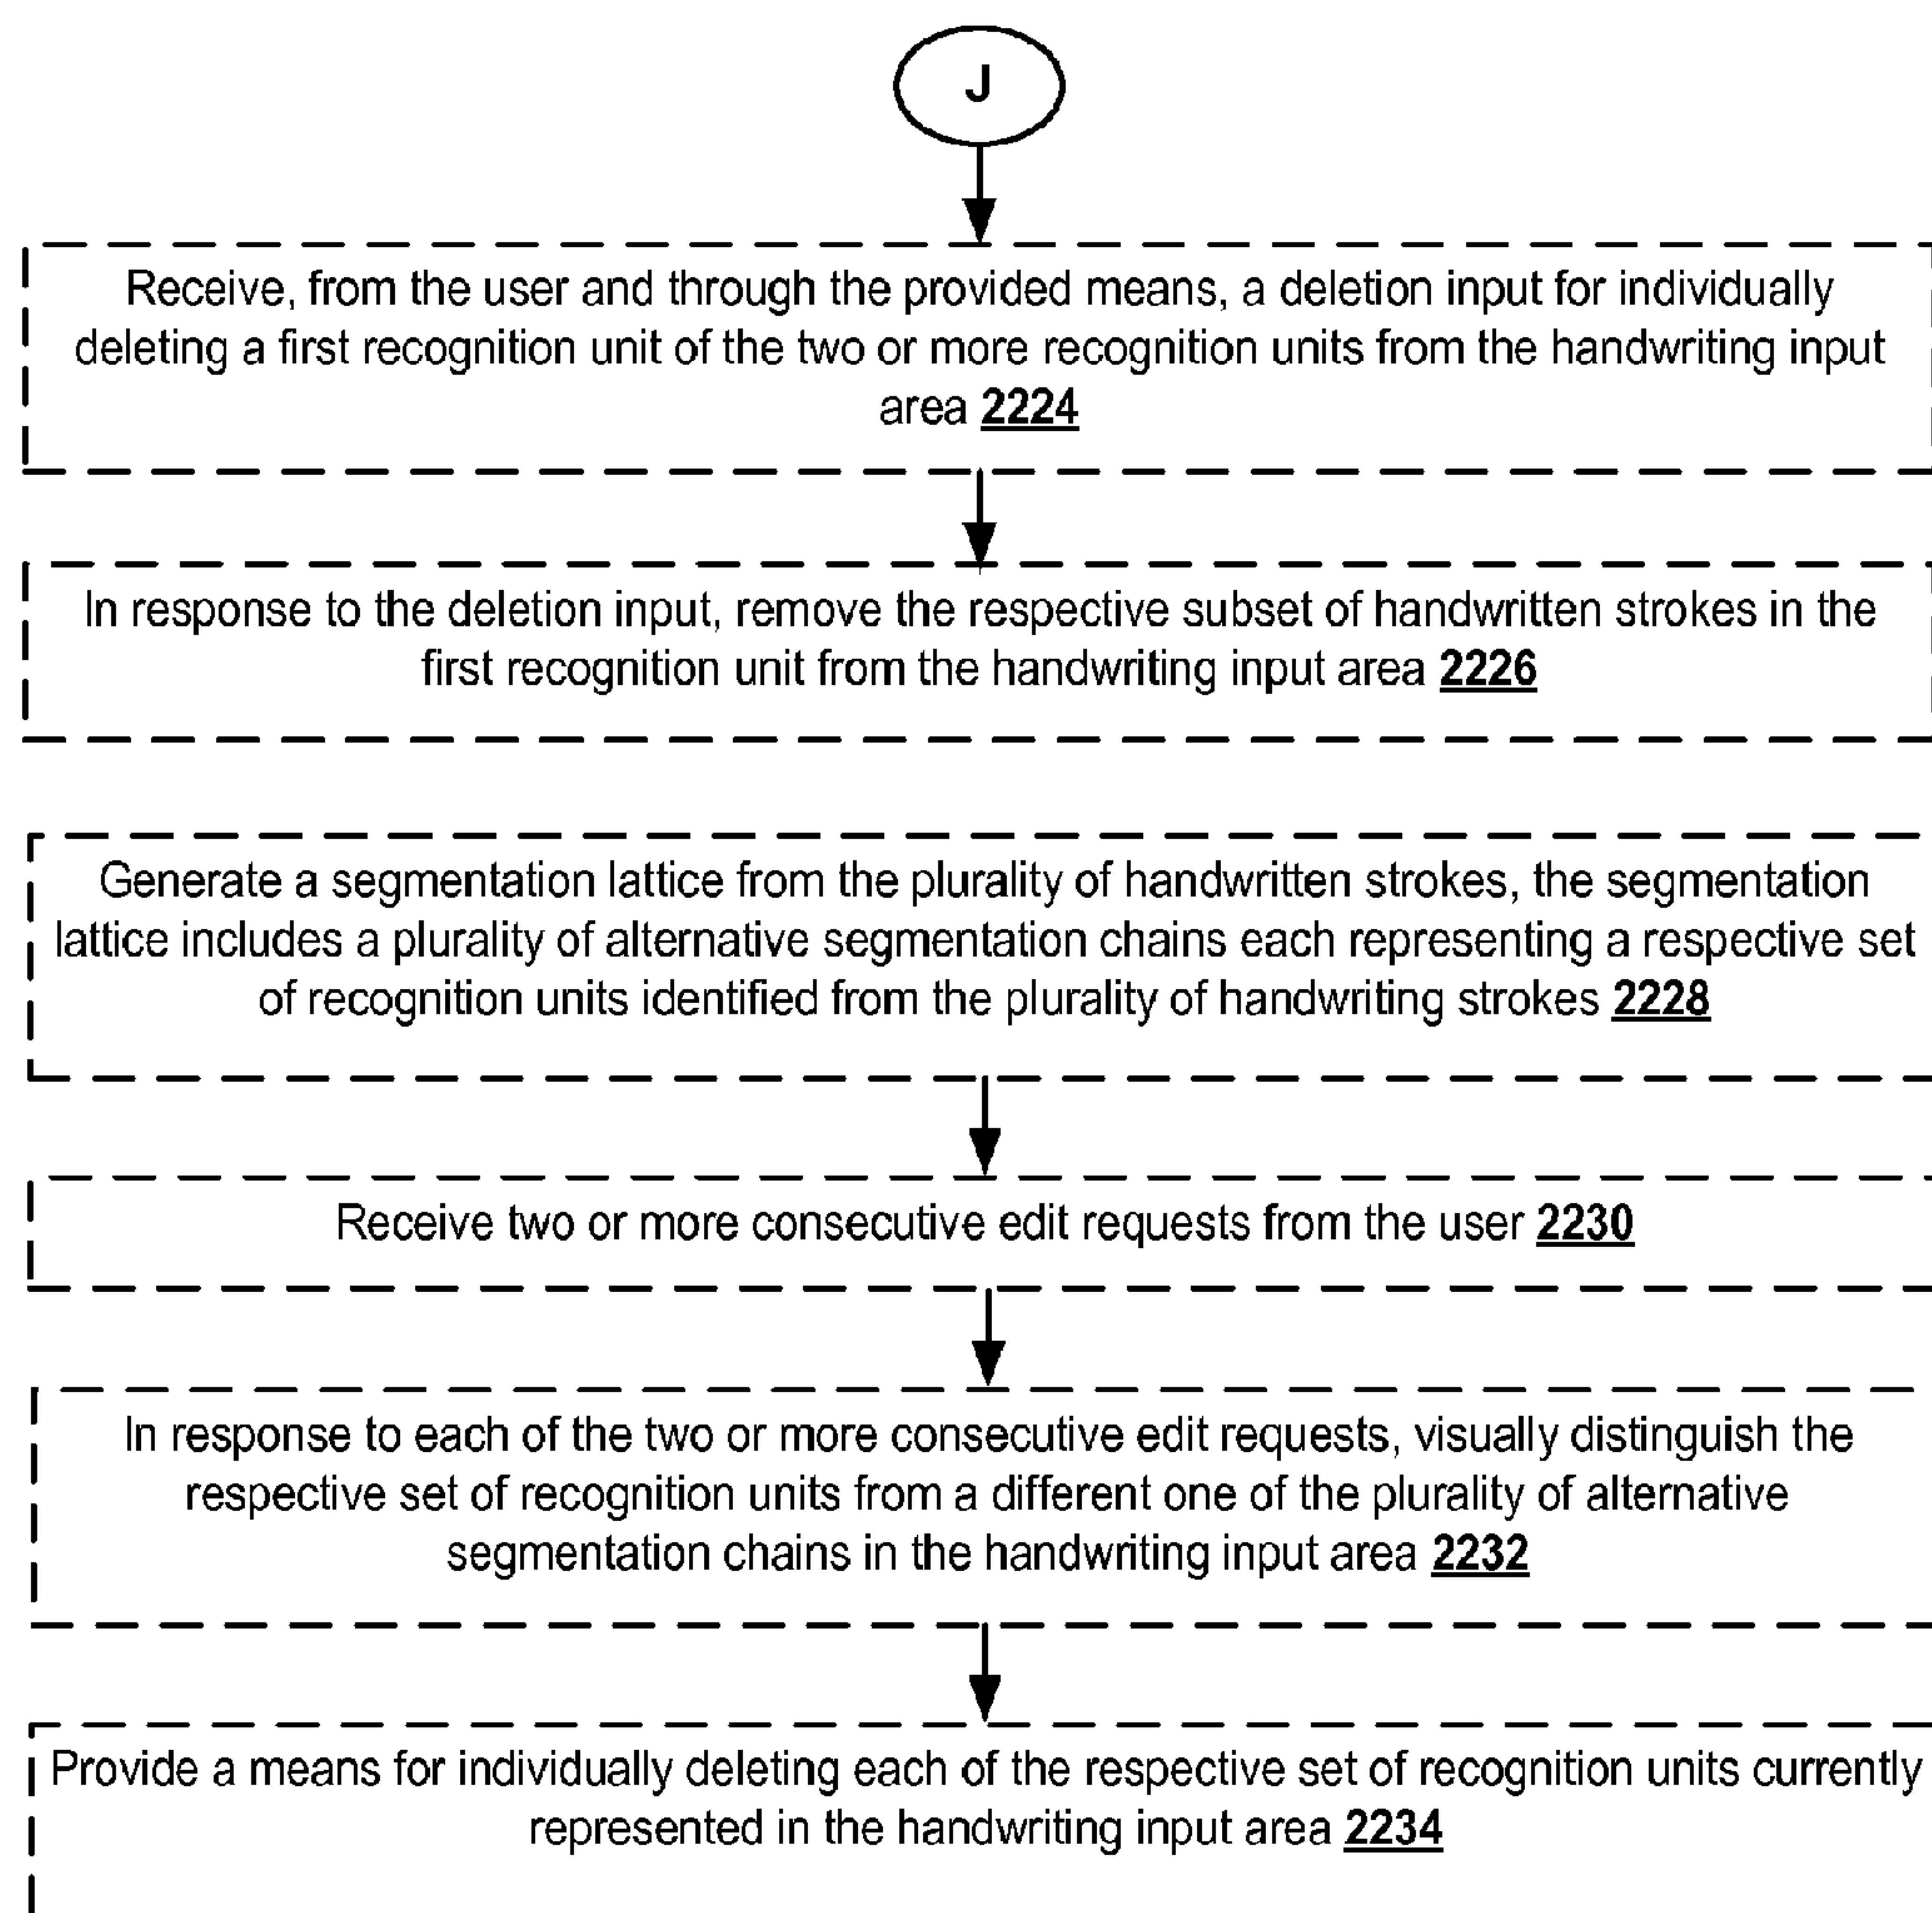 J
Receive, from the user and through the provided means, a deletion input for individually
deleting a first recognition unit of the two or more recognition units from the handwriting input
area 2224
In response to the deletion input, remove the respective subset of handwritten strokes in the
first recognition unit from the handwriting input area 2226
Generate a segmentation lattice from the plurality of handwritten strokes, the segmentation
lattice includes a plurality of alternative segmentation chains each representing a respective set
of recognition units identified from the plurality of handwriting strokes 2228
Receive two or more consecutive edit requests from the user 2230
In response to each of the two or more consecutive edit requests, visually distinguish the
respective set of recognition units from a different one of the plurality of alternative
segmentation chains in the handwriting input area 2232
Provide a means for individually deleting each of the respective set of recognition units currently
represented in the handwriting input area 2234